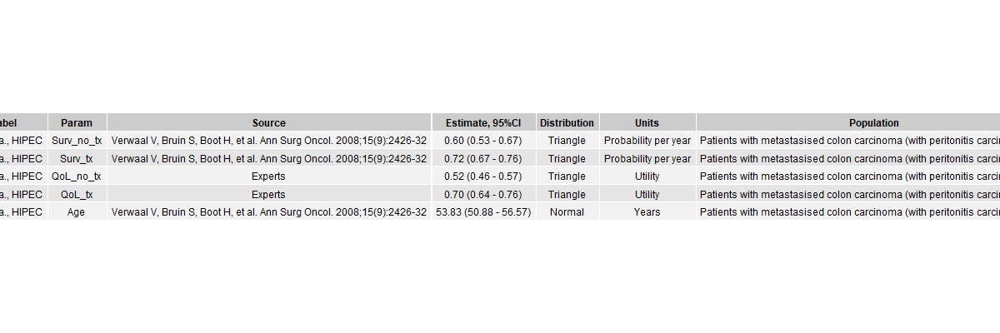 abel Param Source Estimate, 95%CI Distribution Units Population
a., HIPEC Surv_no_tx Verwaal V, Bruin S, Boot H, et al. Ann Surg Oncol. 2008;15(9):2426-32 0.60 (0.53 - 0.67) Triangle Probability per year Patients with metastasised colon carcinoma (with peritonitis carci
a., HIPEC Surv_tx Verwaal V, Bruin S, Boot H, et al. Ann Surg Oncol. 2008;15(9):2426-32 0.72 (0.67 - 0.76) Triangle Probability per year Patients with metastasised colon carcinoma (with peritonitis carci
a., HIPEC QoL_no_tx Experts 0.52 (0.46 - 0.57) Triangle Utility Patients with metastasised colon carcinoma (with peritonitis carci
a., HIPEC QoL_tx Experts 0.70 (0.64 - 0.76) Triangle Utility Patients with metastasised colon carcinoma (with peritonitis carci
a., HIPEC Age Verwaal V, Bruin S, Boot H, et al. Ann Surg Oncol. 2008;15(9):2426-32 53.83 (50.88 - 56.57) Normal Years Patients with metastasised colon carcinoma (with peritonitis carci